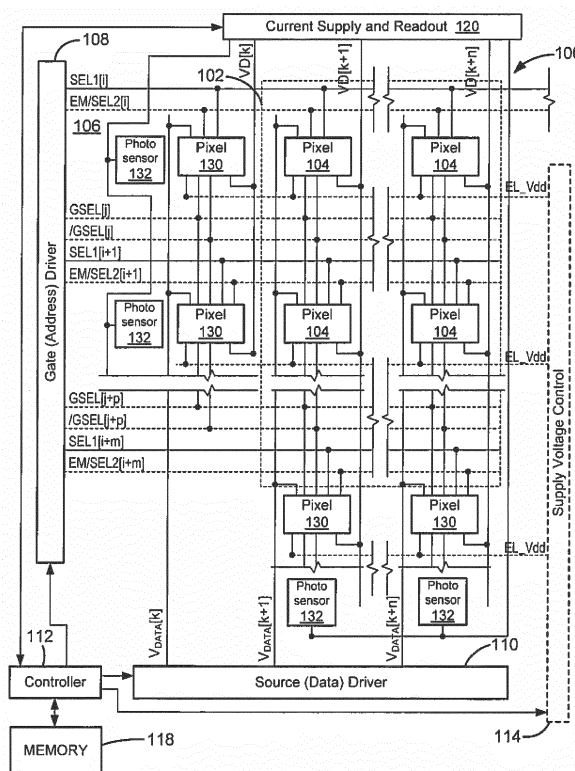 Current Supply and Readout 120
108
VD[k]
VD[k+1]
VD[k+n]
100
102
SEL1[i]
EM/SEL2[i]
106
Photo sensor 132
Pixel 130
Pixel 104
Pixel 104
EL_Vdd
GSEL[j]
/GSEL[j]
SEL1[i+1]
EM/SEL2[i+1]
Photo sensor 132
Pixel 130
Pixel 104
Pixel 104
EL_Vdd
GSEL[j+p]
/GSEL[j+p]
SEL1[i+m]
EM/SEL2[i+m]
Pixel 130
Pixel 130
EL_Vdd
Photo sensor 132
Photo sensor 132
Gate (Address) Driver
Supply Voltage Control
VDATA[k]
VDATA[k+1]
VDATA[k+n]
112
110
Controller
Source (Data) Driver
114
MEMORY
118